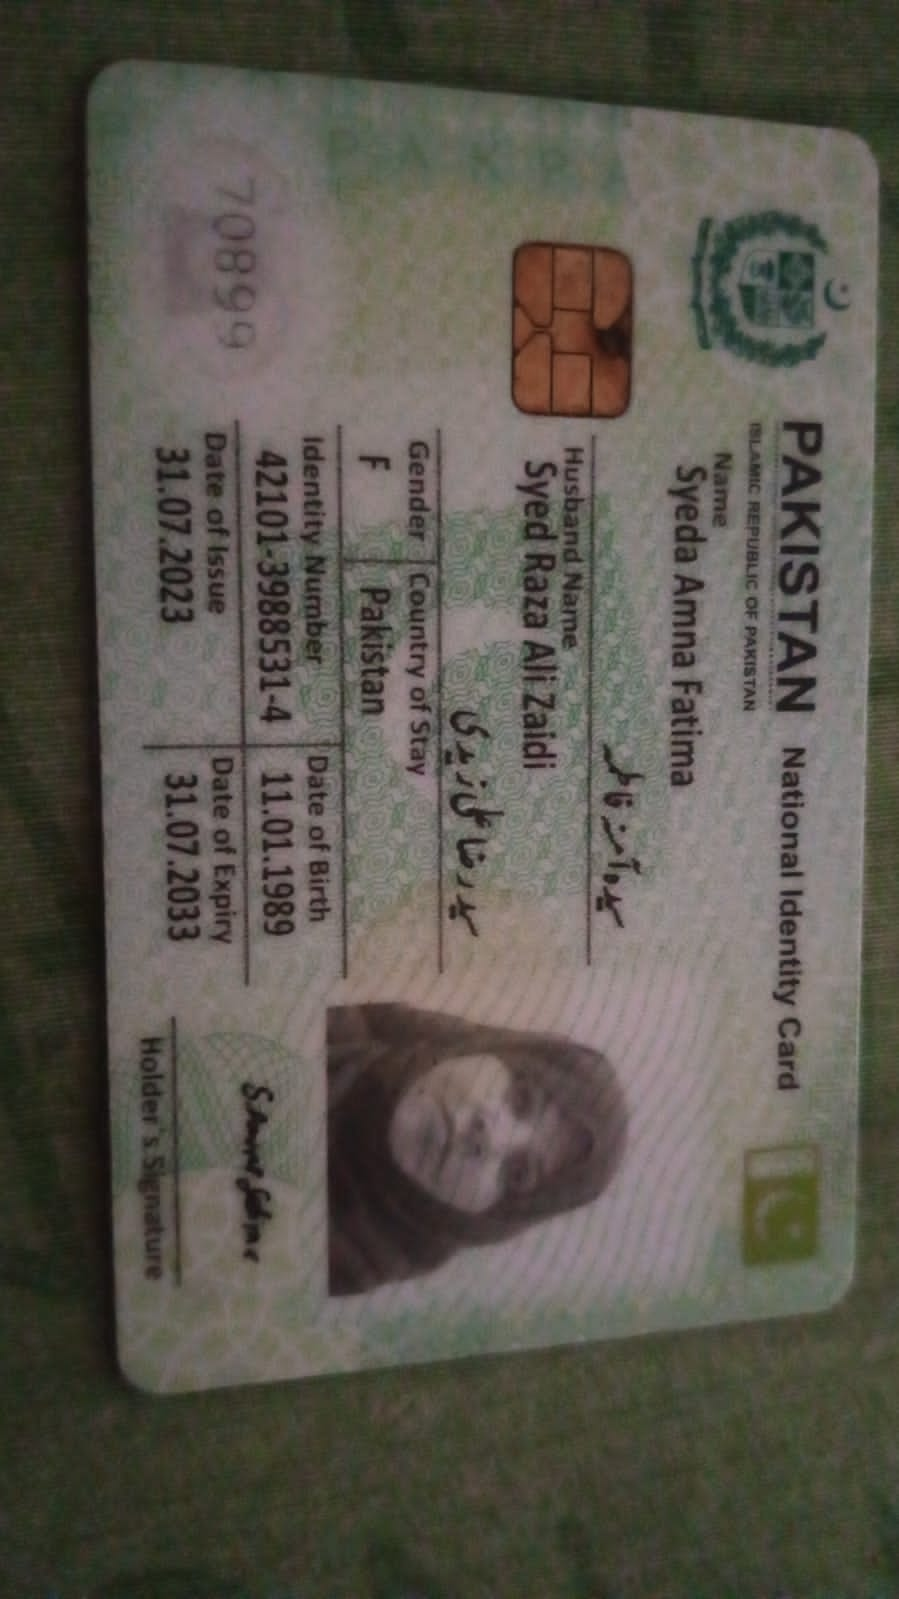 PAKISTAN National Identity Card
ISLAMIC REPUBLIC OF PAKISTAN
Name
Syeda Amna Fatima
سیدہ آمنہ فاطمہ
Husband Name
Syed Raza Ali Zaidi
سید رضا علی زیدی
Gender Country of Stay
F Pakistan
Identity Number Date of Birth
42101-3988531-4 11.01.1989
Date of Issue Date of Expiry
31.07.2023 31.07.2033
70899
Holder's Signature